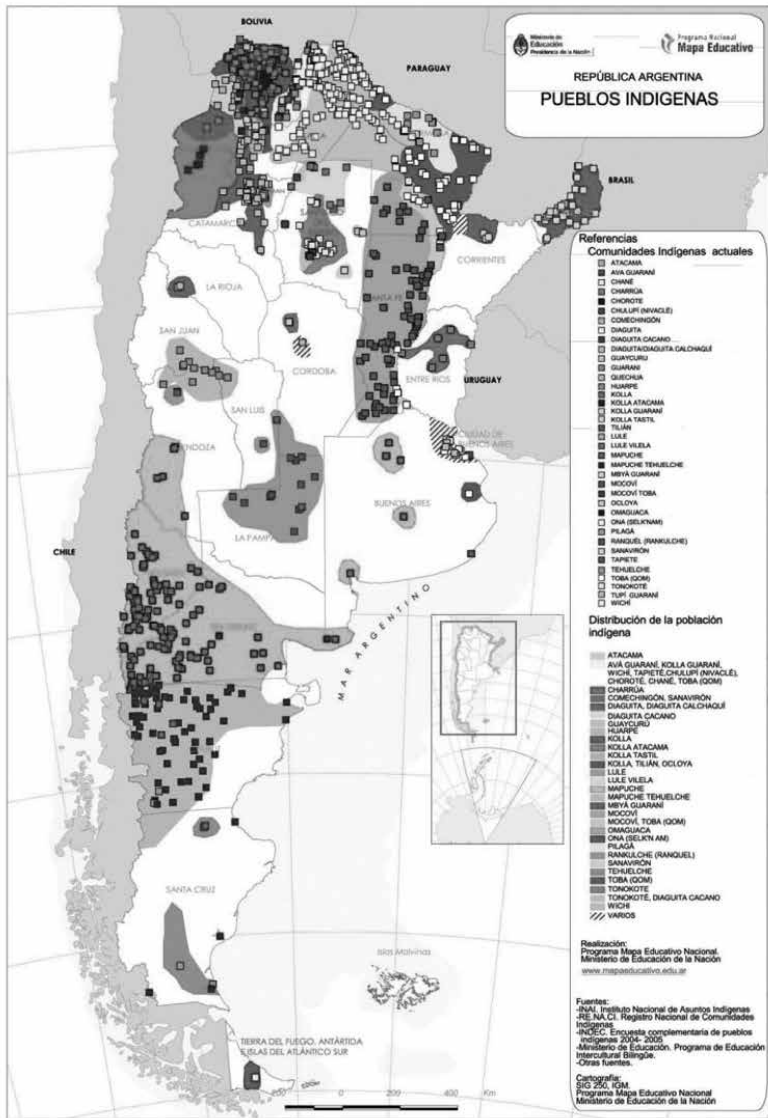 Ministerio de
Educación
Presidencia de la Nación
Programa Nacional
Mapa Educativo
REPÚBLICA ARGENTINA
PUEBLOS INDIGENAS
BOLIVIA
PARAGUAY
BRASIL
CATAMARC
CORRIENTES
LA RIOJA
SANTA FE
SAN JUAN
CORDOBA
ENTRE RIOS
URUGUAY
SAN LUIS
CIUDAD DE
BUENOS AIRES
BUENOS AIRES
LA PAMPA
CHILE
MAR ARGENTINO
SANTA CRUZ
Islas Malvinas
TIERRA DEL FUEGO, ANTÁRTIDA
E ISLAS DEL ATLÁNTICO SUR
200 0 200 400 Km
Referencias
Comunidades Indígenas actuales
ATACAMA
AVA GUARANÍ
CHANÉ
CHARRÚA
CHOROTE
CHULUPÍ (NIVACLÉ)
COMECHINGÓN
DIAGUITA
DIAGUITA CACANO
DIAGUITA/DIAGUITA CALCHAQUÍ
GUAYCURÚ
GUARANI
QUECHUA
HUARPE
KOLLA
KOLLA ATACAMA
KOLLA GUARANÍ
KOLLA TASTIL
TILIÁN
LULE
LULE VILELA
MAPUCHE
MAPUCHE TEHUELCHE
MBYÁ GUARANÍ
MOCOVÍ
MOCOVÍ TOBA
OCLOYA
OMAGUACA
ONA (SELK'NAM)
PILAGÁ
RANQUEL (RANKULCHE)
SANAVIRÓN
TAPIETE
TEHUELCHE
TOBA (QOM)
TONOKOTÉ
TUPÍ GUARANÍ
WICHÍ
Distribución de la población
indígena
ATACAMA
AVÁ GUARANÍ, KOLLA GUARANÍ,
WICHÍ, TAPIETÉ,CHULUPÍ (NIVACLÉ),
CHOROTÉ, CHANÉ, TOBA (QOM)
CHARRÚA
COMECHINGÓN, SANAVIRÓN
DIAGUITA, DIAGUITA CALCHAQUÍ
DIAGUITA CACANO
GUAYCURÚ
HUARPE
KOLLA
KOLLA ATACAMA
KOLLA TASTIL
KOLLA, TILIÁN, OCLOYA
LULE
LULE VILELA
MAPUCHE
MAPUCHE TEHUELCHE
MBYÁ GUARANÍ
MOCOVÍ
MOCOVÍ, TOBA (QOM)
OMAGUACA
ONA (SELK'N AM)
PILAGÁ
RANKULCHE (RANQUEL)
SANAVIRÓN
TEHUELCHE
TOBA (QOM)
TONOKOTE
TONOKOTÉ, DIAGUITA CACANO
WICHI
VARIOS
Realización:
Programa Mapa Educativo Nacional.
Ministerio de Educación de la Nación
www.mapaeducativo.edu.ar
Fuentes:
-INAI. Instituto Nacional de Asuntos Indígenas
-RE.NA.CI. Registro Nacional de Comunidades
Indígenas
-INDEC. Encuesta complementaria de pueblos
indígenas 2004- 2005
-Ministerio de Educación. Programa de Educación
Intercultural Bilingüe.
-Otras fuentes.
Cartografía:
SIG 250, IGM.
Programa Mapa Educativo Nacional
Ministerio de Educación de la Nación